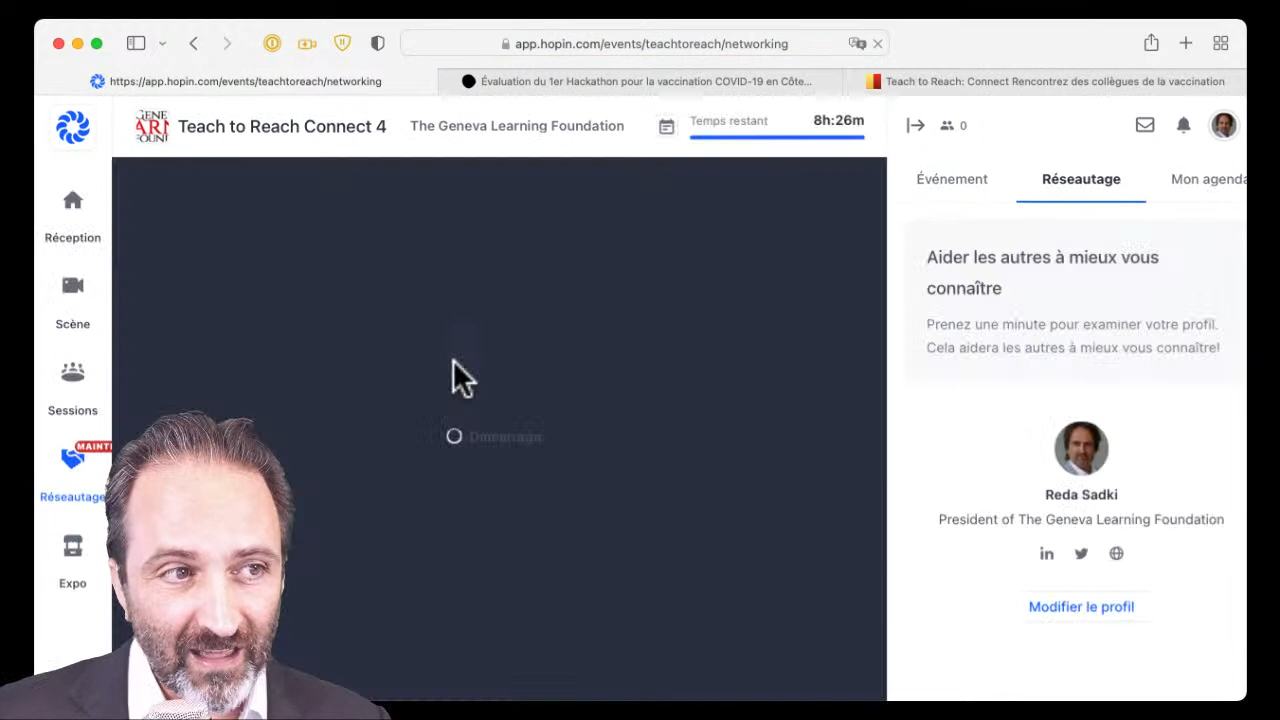 app.hopin.com/events/teachtoreach/networking
https://app.hopin.com/events/teachtoreach/networking
Évaluation du 1er Hackathon pour la vaccination COVID-19 en Côte...
Teach to Reach: Connect Rencontrez des collègues de la vaccination
Teach to Reach Connect 4
The Geneva Learning Foundation
Temps restant
8h:26m
0
Événement
Réseautage
Mon agenda
Réception
Scène
Sessions
MAINT
Réseautage
Expo
Aider les autres à mieux vous
connaître
Prenez une minute pour examiner votre profil.
Cela aidera les autres à mieux vous connaître!
Reda Sadki
President of The Geneva Learning Foundation
Modifier le profil